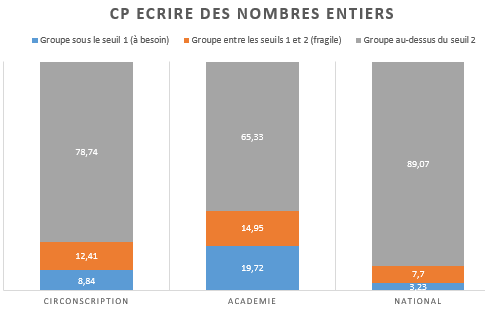 CP ECRIRE DES NOMBRES ENTIERS
Groupe sous le seuil 1 (à besoin) Groupe entre les seuils 1 et 2 (fragile) Groupe au-dessus du seuil 2
78,74 65,33 89,07
12,41 14,95 7,7
8,84 19,72 3,23
CIRCONSCRIPTION ACADEMIE NATIONAL